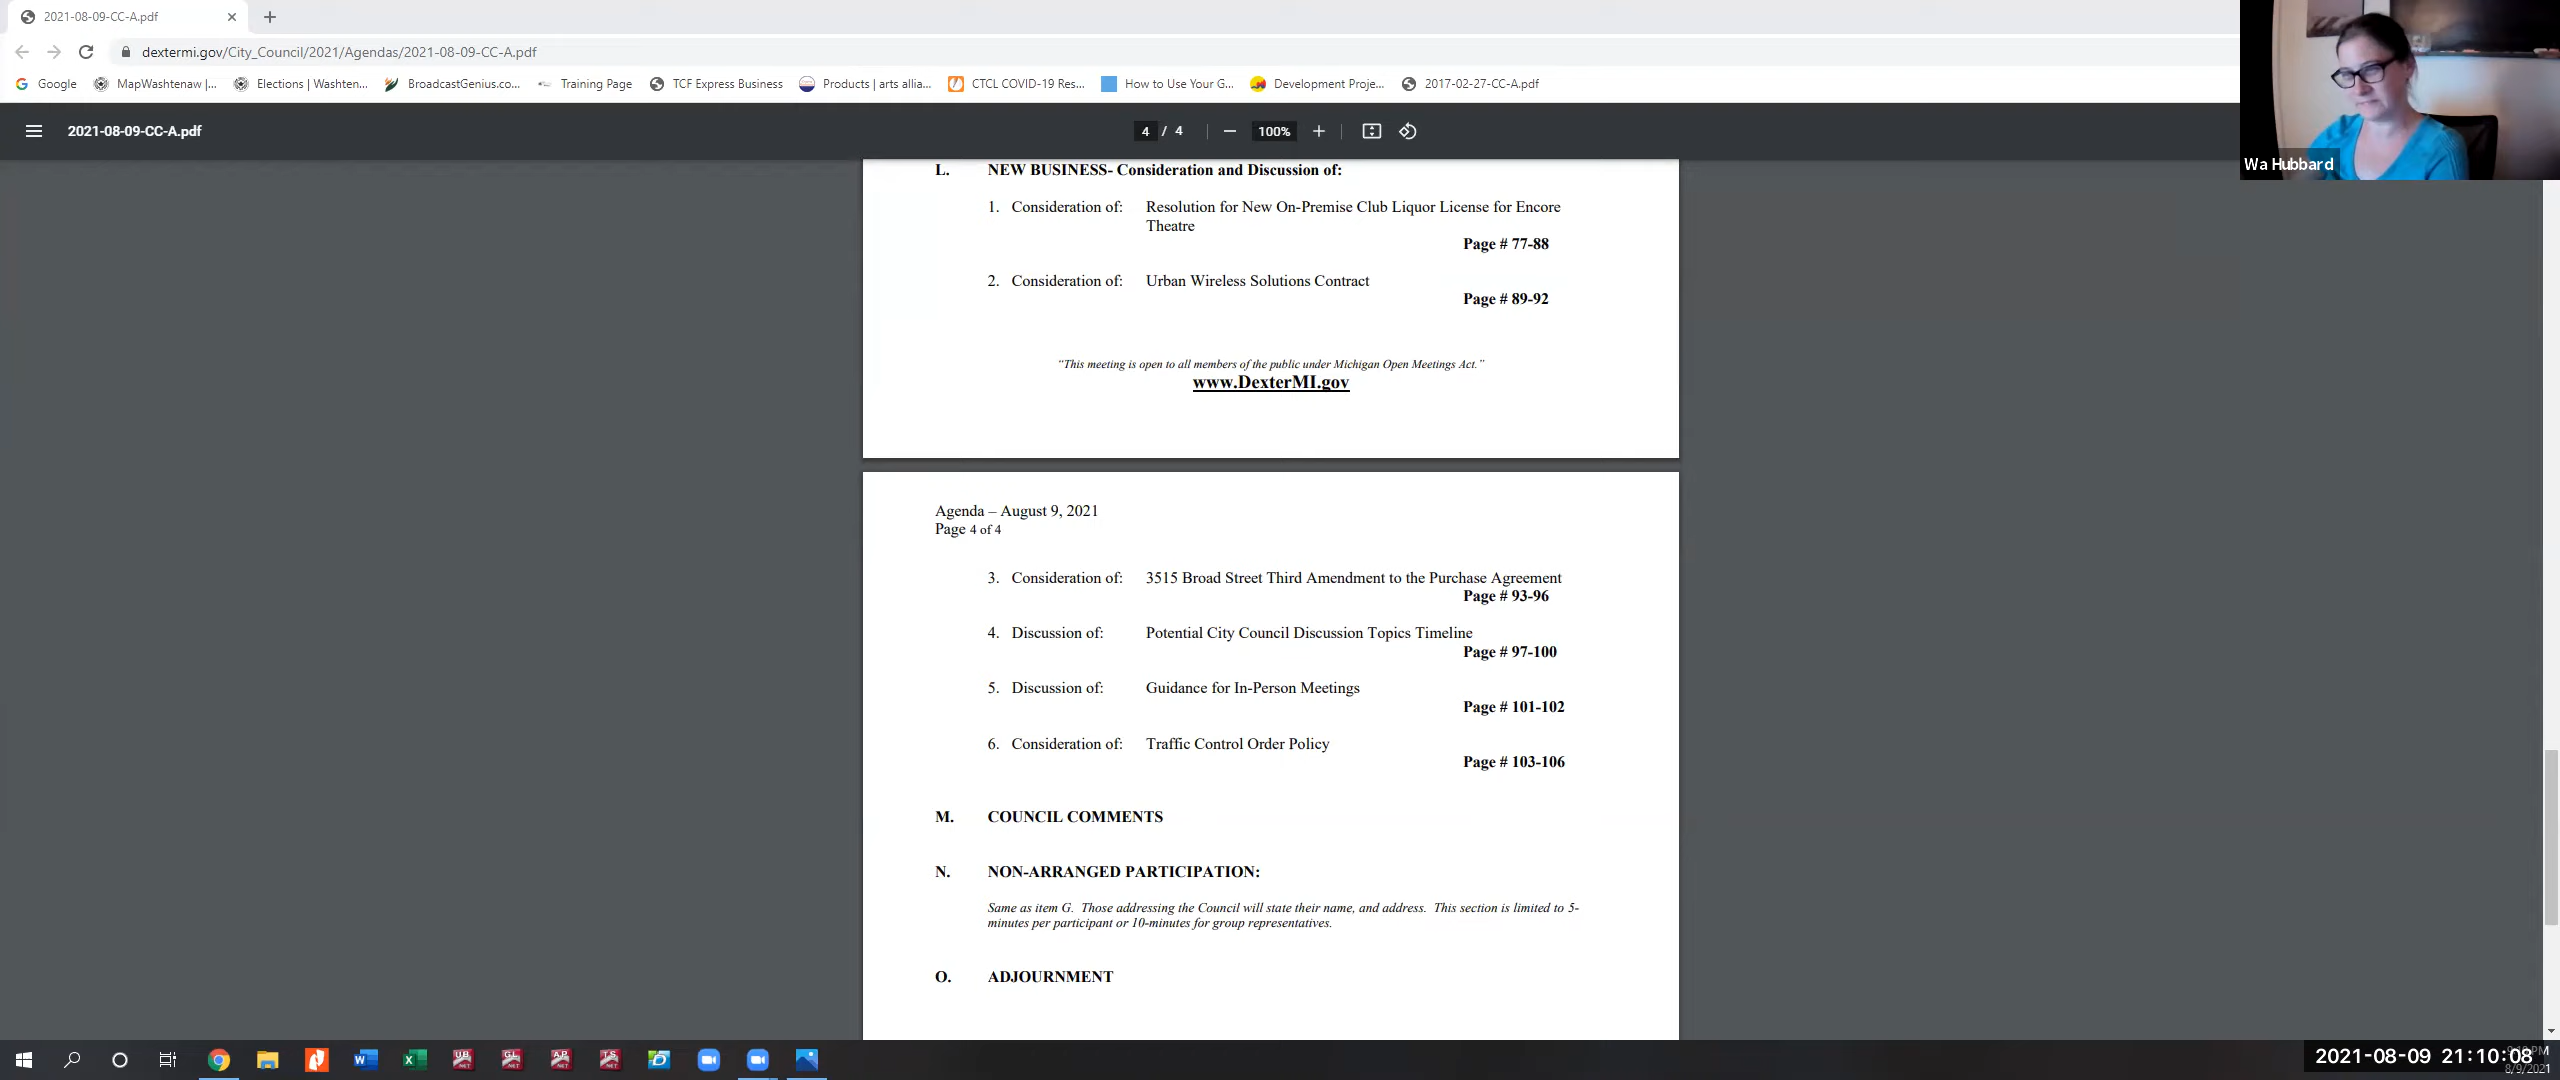 2021-08-09-CC-A.pdf
dextermi.gov/City_Council/2021/Agendas/2021-08-09-CC-A.pdf
Google MapWashtenaw |... Elections | Washten... BroadcastGenius.co... Training Page TCF Express Business Products | arts allia... CTCL COVID-19 Res... How to Use Your G... Development Proje... 2017-02-27-CC-A.pdf
2021-08-09-CC-A.pdf 4 / 4 100%
Wa Hubbard
L. NEW BUSINESS- Consideration and Discussion of:
1. Consideration of: Resolution for New On-Premise Club Liquor License for Encore
Theatre
Page # 77-88
2. Consideration of: Urban Wireless Solutions Contract
Page # 89-92
“This meeting is open to all members of the public under Michigan Open Meetings Act.”
www.DexterMI.gov
Agenda – August 9, 2021
Page 4 of 4
3. Consideration of: 3515 Broad Street Third Amendment to the Purchase Agreement
Page # 93-96
4. Discussion of: Potential City Council Discussion Topics Timeline
Page # 97-100
5. Discussion of: Guidance for In-Person Meetings
Page # 101-102
6. Consideration of: Traffic Control Order Policy
Page # 103-106
M. COUNCIL COMMENTS
N. NON-ARRANGED PARTICIPATION:
Same as item G. Those addressing the Council will state their name, and address. This section is limited to 5-
minutes per participant or 10-minutes for group representatives.
O. ADJOURNMENT
UB .NET GL .NET A.P. .NET T.S. .NET
2021-08-09 21:10:08
8/9/2021